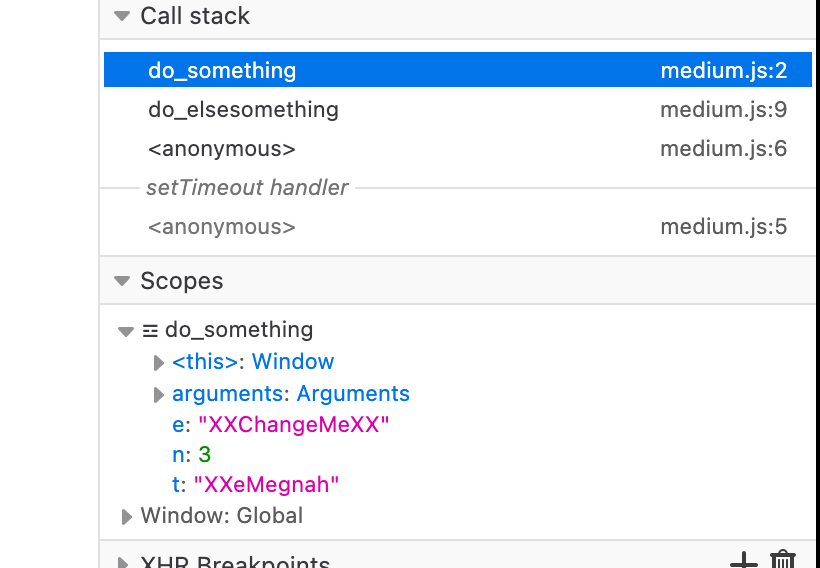 Call stack
do_something medium.js:2
do_elsesomething medium.js:9
<anonymous> medium.js:6
setTimeout handler
<anonymous> medium.js:5
Scopes
do_something
<this>: Window
arguments: Arguments
e: "XXChangeMeXX"
n: 3
t: "XXeMegnah"
Window: Global
XHR Breakpoints